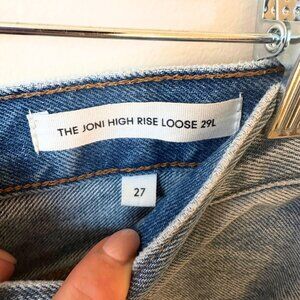 THE JONI HIGH RISE LOOSE 29L
27